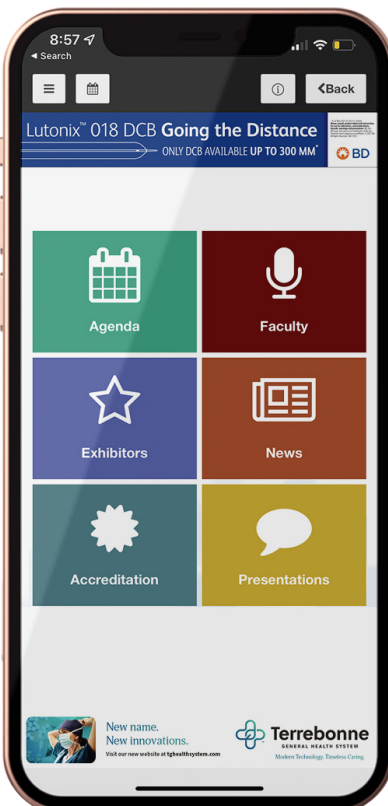 8:57
◂ Search
Back
Lutonix™ 018 DCB Going the Distance
ONLY DCB AVAILABLE UP TO 300 MM*
BD
Agenda
Faculty
Exhibitors
News
Accreditation
Presentations
New name.
New innovations.
Visit our new website at tghealthsystem.com
Terrebonne
GENERAL HEALTH SYSTEM
Modern Technology. Timeless Caring.